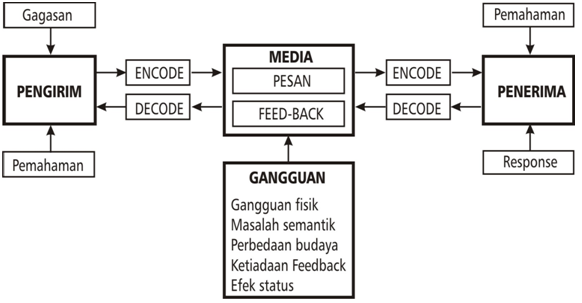 Gagasan
Pemahaman
MEDIA
PENGIRIM
ENCODE
PESAN
ENCODE
PENERIMA
DECODE
FEED-BACK
DECODE
Pemahaman
Response
GANGGUAN
Gangguan fisik
Masalah semantik
Perbedaan budaya
Ketiadaan Feedback
Efek status